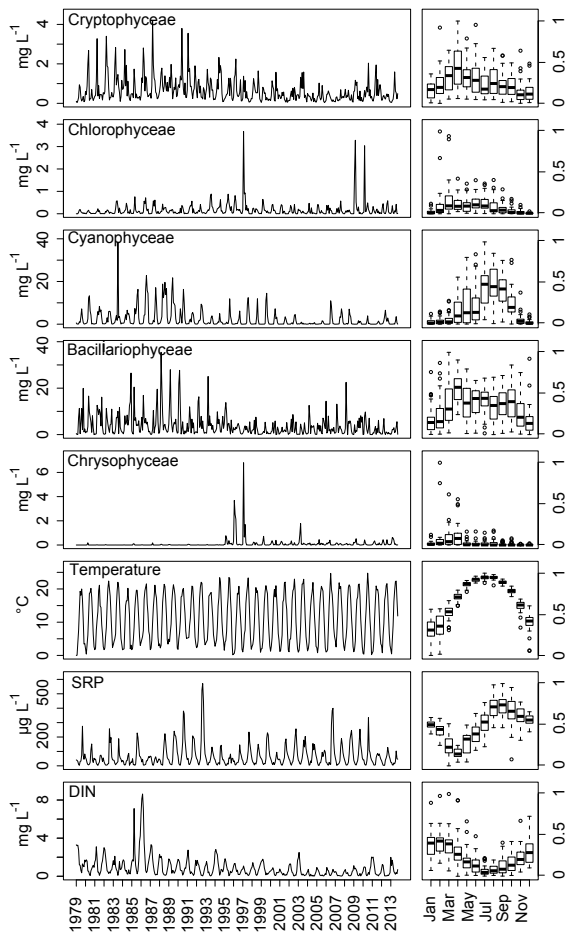 Cryptophyceae
mg L⁻¹
0 2 4
0 0.5 1
Chlorophyceae
mg L⁻¹
0 1 2 3 4
0 0.5 1
Cyanophyceae
mg L⁻¹
0 20 40
0 0.5 1
Bacillariophyceae
mg L⁻¹
0 20 40
0 0.5 1
Chrysophyceae
mg L⁻¹
0 2 4 6
0 0.5 1
Temperature
°C
0 10 20
0 0.5 1
SRP
µg L⁻¹
0 200 500
0 0.5 1
DIN
mg L⁻¹
0 4 8
0 0.5 1
1979 1981 1983 1985 1987 1989 1991 1993 1995 1997 1999 2001 2003 2005 2007 2009 2011 2013
Jan Mar May Jul Sep Nov